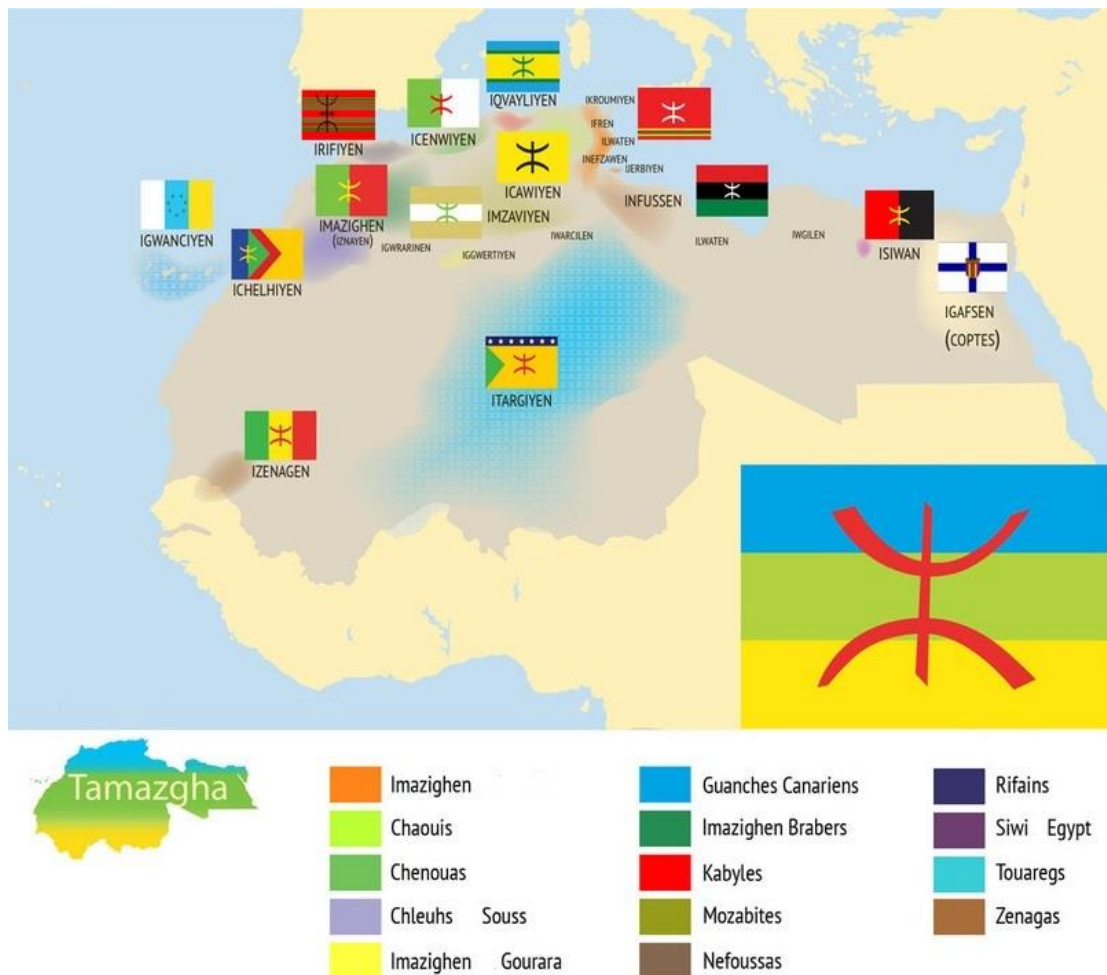 IQVAYLIYEN
ICENWIYEN
IKROUMIYEN
IRIFIYEN
IFREN
ILWATEN
INEFZAWEN
IJERBIYEN
ICAWIYEN
IMAZIGHEN
(IZNAYEN)
IMZAVIYEN
INFUSSEN
IGWANCIYEN
IGWRARINEN
IWARCILEN
ILWATEN
IWGILEN
ISIWAN
IGGWERTIYEN
ICHELHIYEN
IGAFSEN
(COPTES)
ITARGIYEN
IZENAGEN
Tamazgha
Imazighen
Chaouis
Chenouas
Chleuhs Souss
Imazighen Gourara
Guanches Canariens
Imazighen Brabers
Kabyles
Mozabites
Nefoussas
Rifains
Siwi Egypt
Touaregs
Zenagas